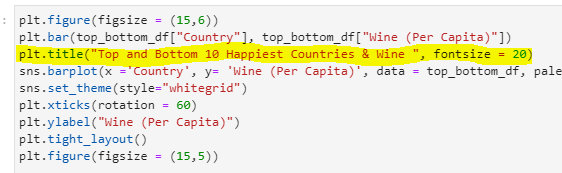 :
plt.figure(figsize = (15,6))
plt.bar(top_bottom_df["Country"], top_bottom_df["Wine (Per Capita)"])
plt.title("Top and Bottom 10 Happiest Countries & Wine ", fontsize = 20)
sns.barplot(x ='Country', y= 'Wine (Per Capita)', data = top_bottom_df, pale
sns.set_theme(style="whitegrid")
plt.xticks(rotation = 60)
plt.ylabel("Wine (Per Capita)")
plt.tight_layout()
plt.figure(figsize = (15,5))